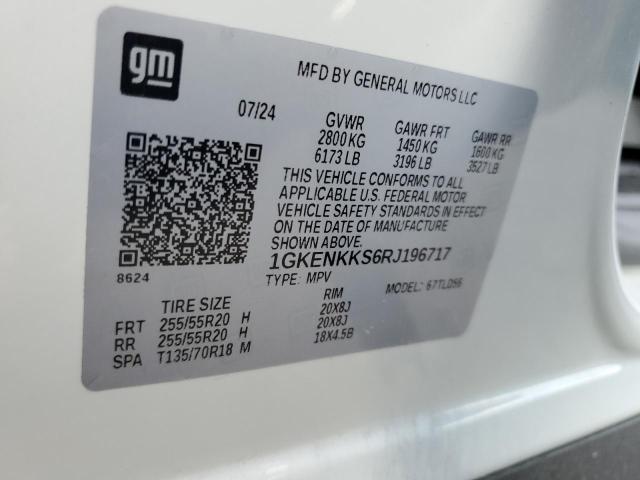 gm
MFD BY GENERAL MOTORS LLC
07/24 GVWR GAWR FRT GAWR RR
2800 KG 1450 KG 1600 KG
6173 LB 3196 LB 3527 LB
THIS VEHICLE CONFORMS TO ALL
APPLICABLE U.S. FEDERAL MOTOR
VEHICLE SAFETY STANDARDS IN EFFECT
ON THE DATE OF MANUFACTURE
SHOWN ABOVE.
1GKENKKS6RJ196717
8624 TYPE: MPV MODEL: 67TLD56
TIRE SIZE RIM
FRT 255/55R20 H 20X8J
RR 255/55R20 H 20X8J
SPA T135/70R18 M 18X4.5B